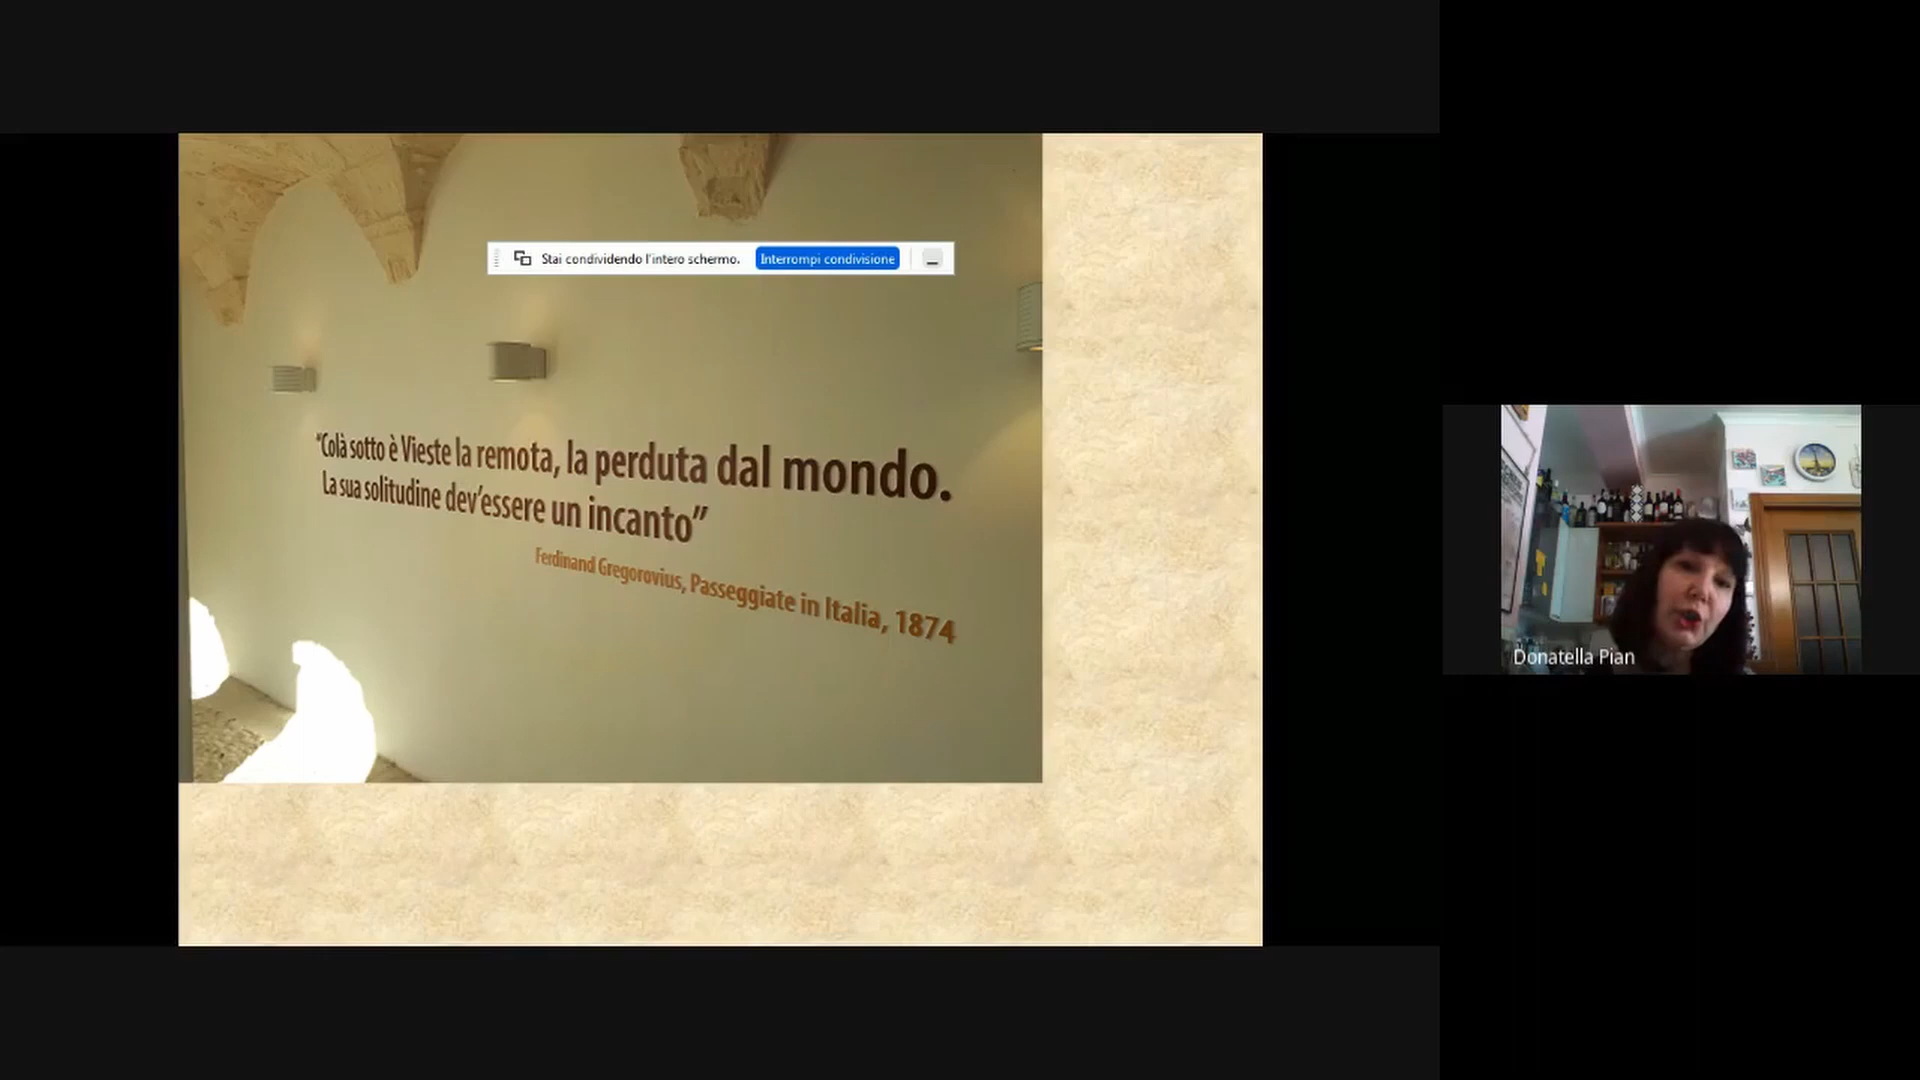 Stai condividendo l'intero schermo. Interrompi condivisione
"Colà sotto è Vieste la remota, la perduta dal mondo.
La sua solitudine dev'essere un incanto"
Ferdinand Gregorovius, Passeggiate in Italia, 1874
Donatella Pian